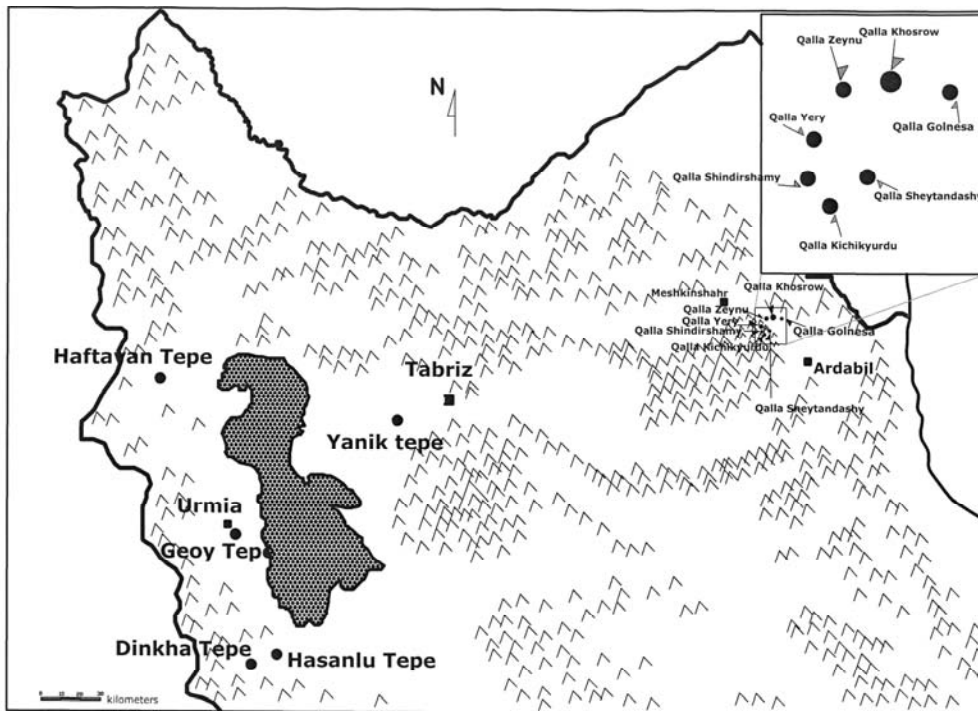 Qalla Khosrow
Qalla Zeynu
Qalla Golnesa
Qalla Yery
Qalla Shindirshamy
Qalla Sheytandashy
Qalla Kichikyurdu
N
Meshkinshahr
Qalla Khosrow
Qalla Zeynu
Qalla Yery
Qalla Shindirshamy
Qalla Golnesa
Qalla Kichikyurdu
Ardabil
Qalla Sheytandashy
Haftavan Tepe
Tabriz
Yanik tepe
Urmia
Geoy Tepe
Dinkha Tepe
Hasanlu Tepe
kilometers